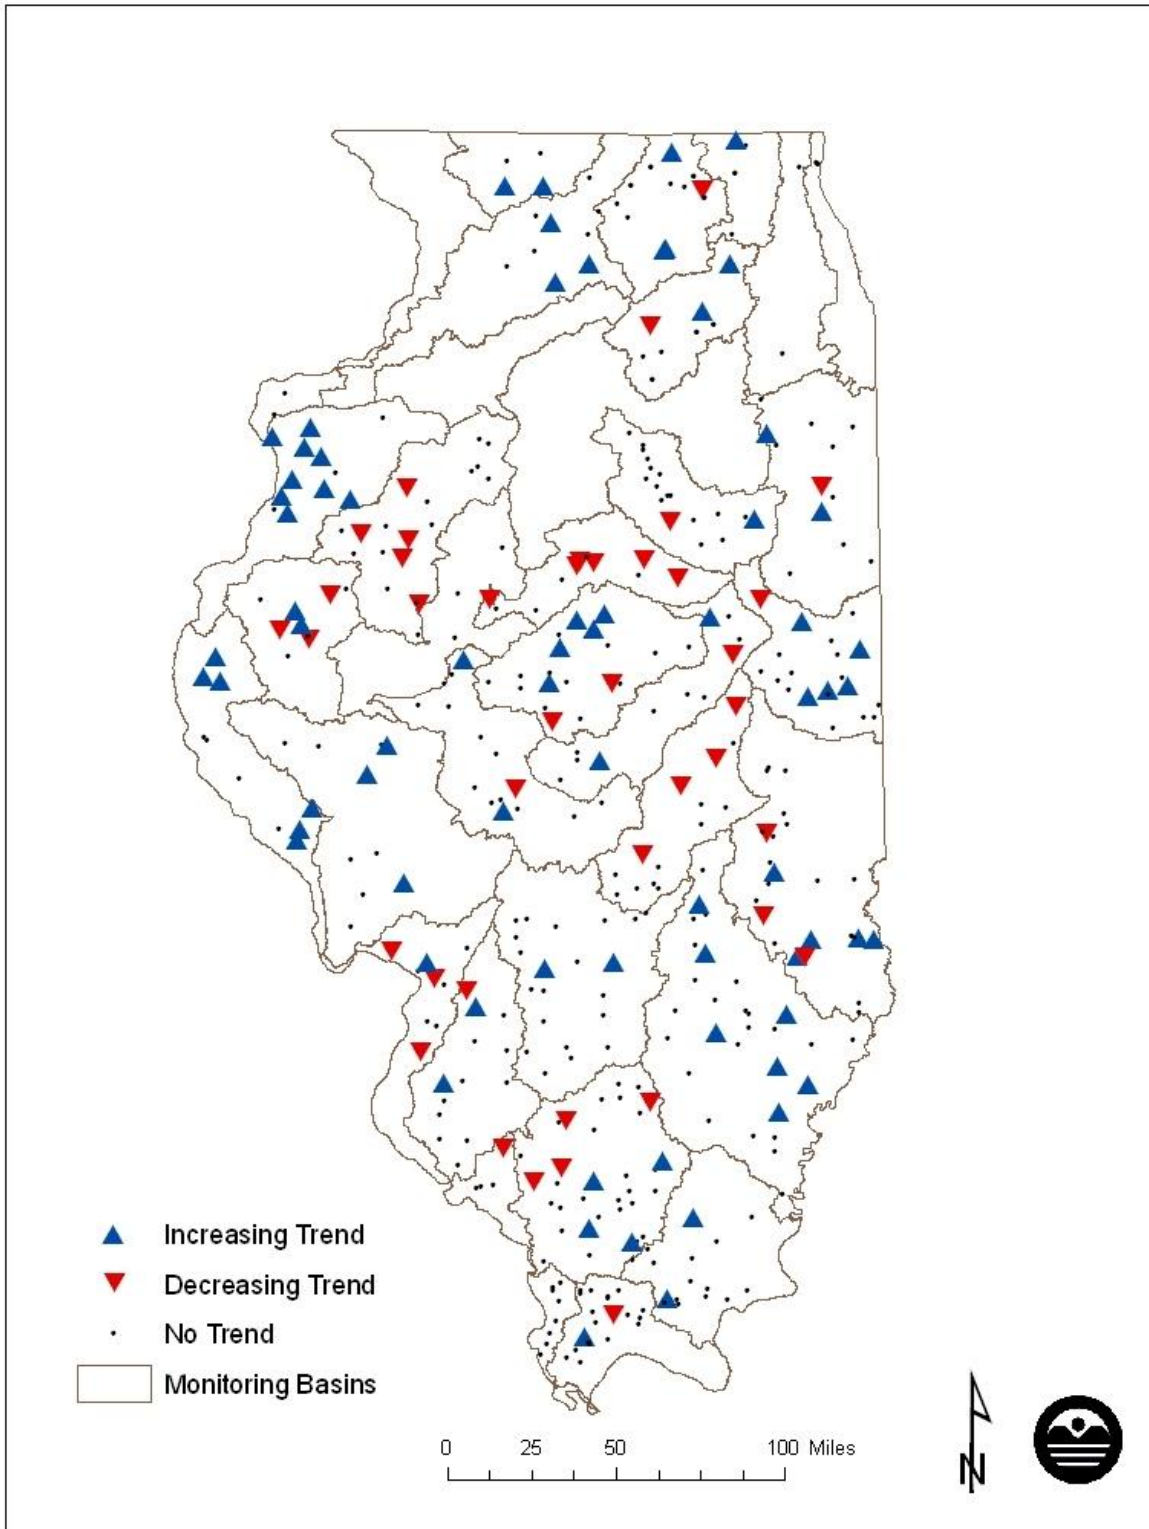 Increasing Trend
Decreasing Trend
No Trend
Monitoring Basins
0 25 50 100 Miles
N